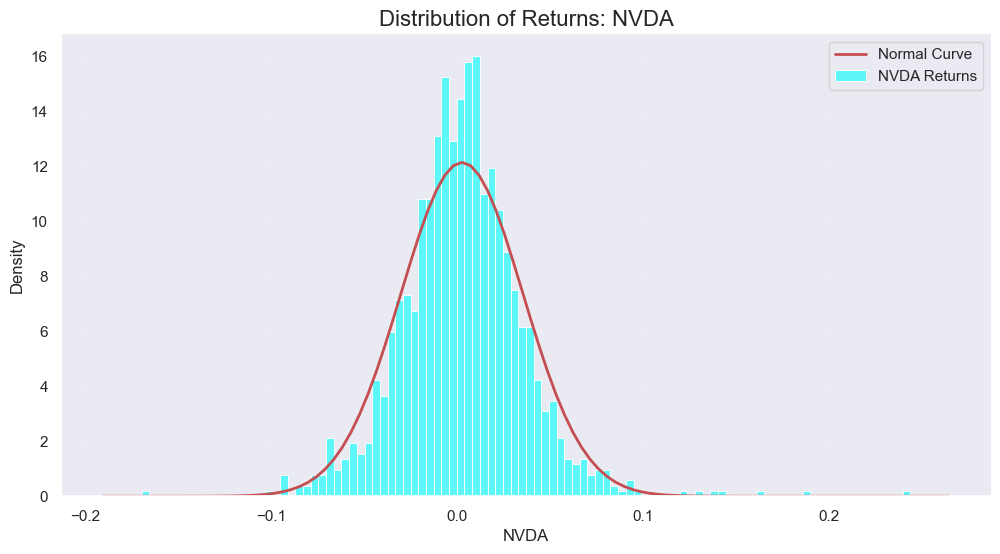 Distribution of Returns: NVDA
Normal Curve
NVDA Returns
16
14
12
10
8
6
4
2
0
Density
−0.2
−0.1
0.0
0.1
0.2
NVDA